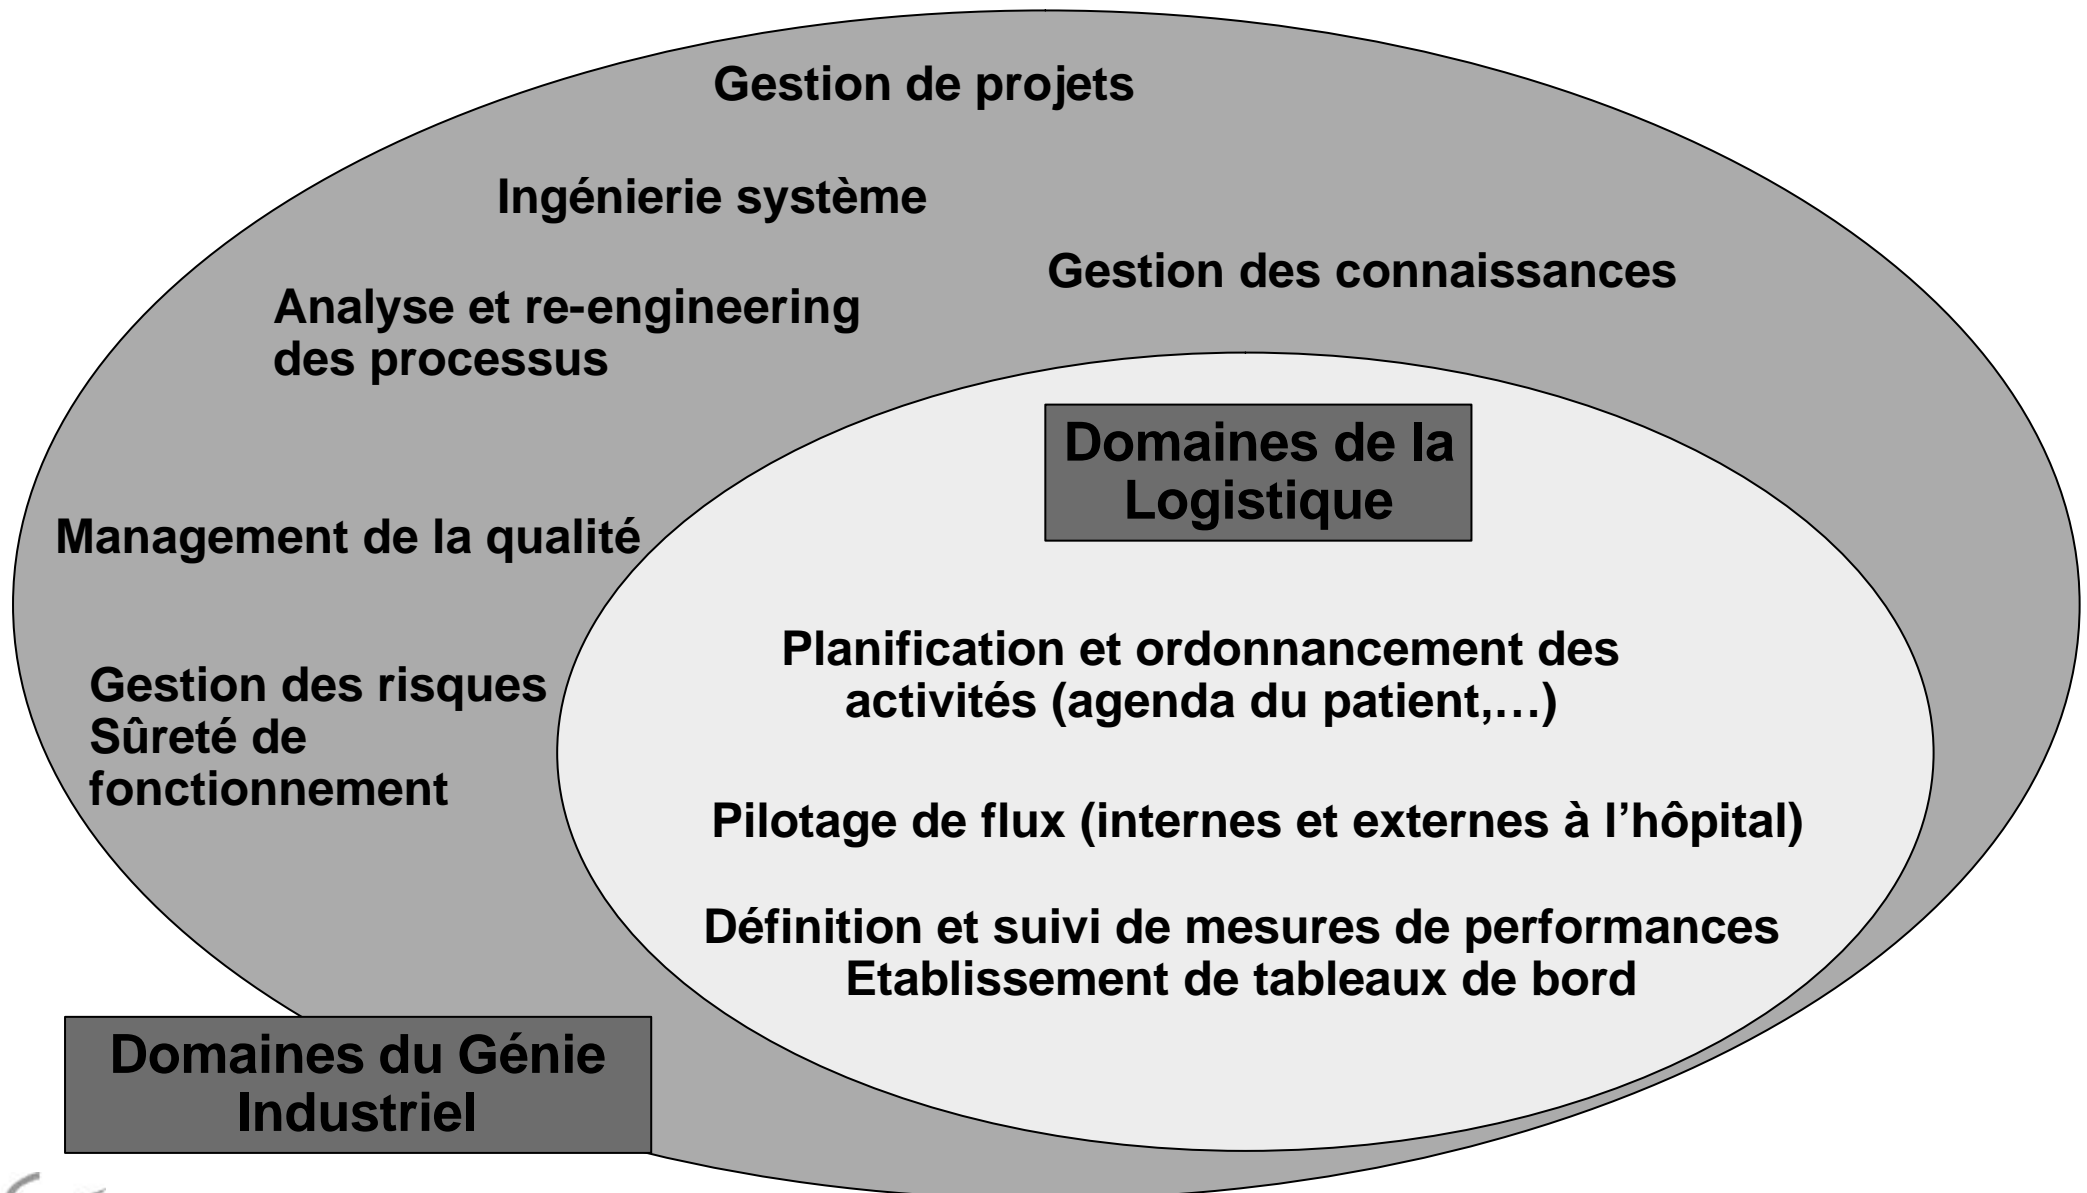 Gestion de projets
Ingénierie système
Gestion des connaissances
Analyse et re-engineering
des processus
Domaines de la
Logistique
Management de la qualité
Planification et ordonnancement des
activités (agenda du patient,…)
Gestion des risques
Sûreté de
fonctionnement
Pilotage de flux (internes et externes à l’hôpital)
Définition et suivi de mesures de performances
Etablissement de tableaux de bord
Domaines du Génie
Industriel